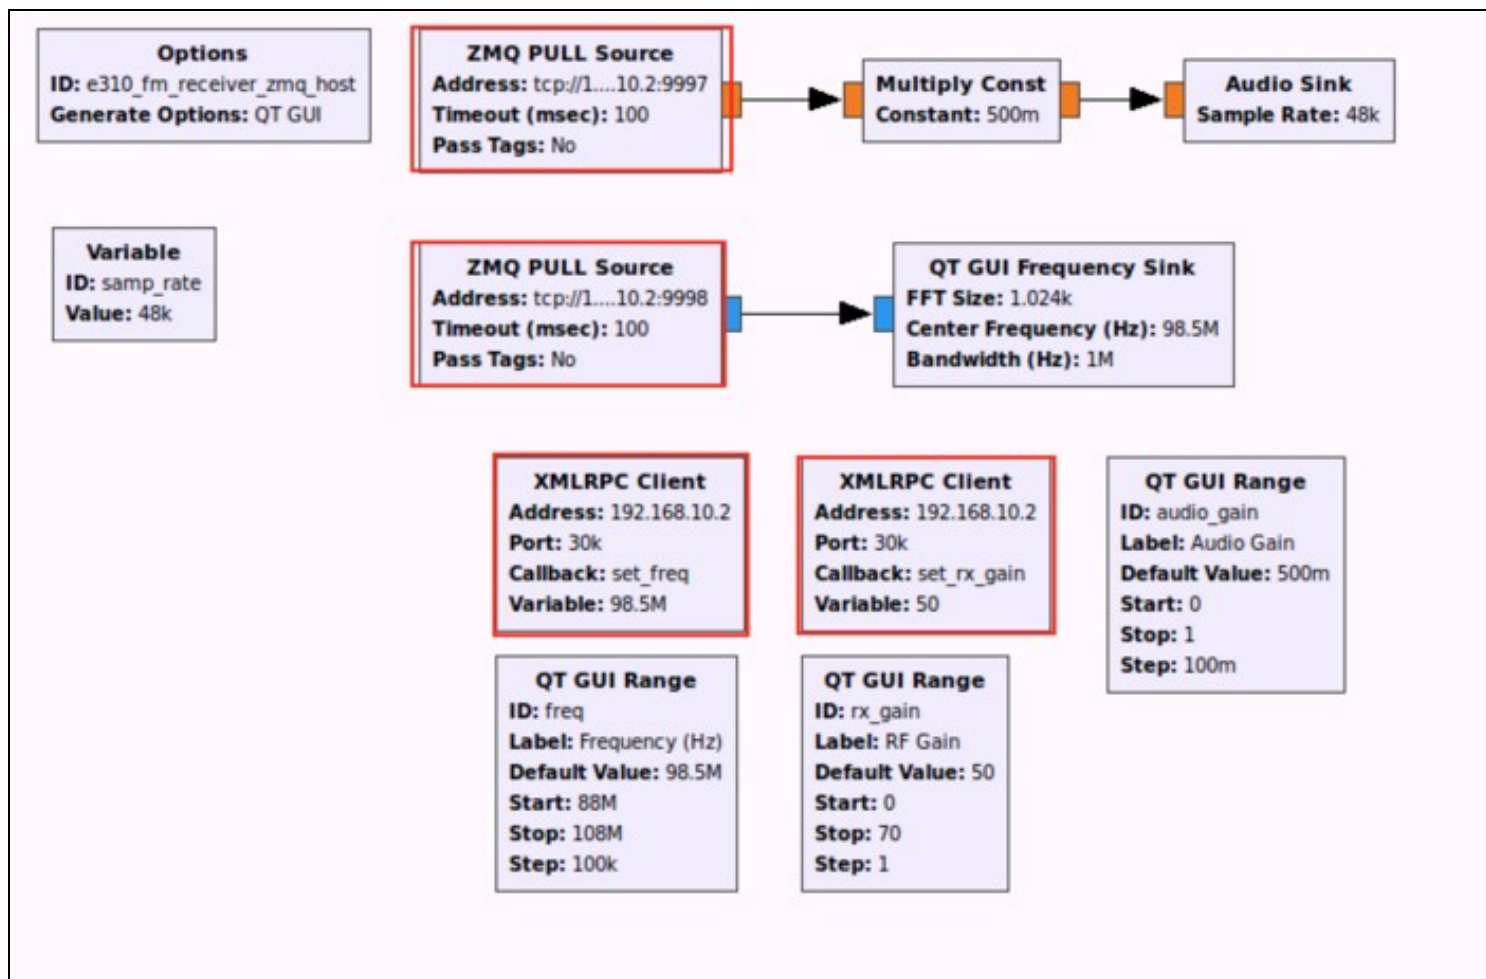 Options
ID: e310_fm_receiver_zmq_host
Generate Options: QT GUI
ZMQ PULL Source
Address: tcp://1....10.2:9997
Timeout (msec): 100
Pass Tags: No
Multiply Const
Constant: 500m
Audio Sink
Sample Rate: 48k
Variable
ID: samp_rate
Value: 48k
ZMQ PULL Source
Address: tcp://1....10.2:9998
Timeout (msec): 100
Pass Tags: No
QT GUI Frequency Sink
FFT Size: 1.024k
Center Frequency (Hz): 98.5M
Bandwidth (Hz): 1M
XMLRPC Client
Address: 192.168.10.2
Port: 30k
Callback: set_freq
Variable: 98.5M
XMLRPC Client
Address: 192.168.10.2
Port: 30k
Callback: set_rx_gain
Variable: 50
QT GUI Range
ID: audio_gain
Label: Audio Gain
Default Value: 500m
Start: 0
Stop: 1
Step: 100m
QT GUI Range
ID: freq
Label: Frequency (Hz)
Default Value: 98.5M
Start: 88M
Stop: 108M
Step: 100k
QT GUI Range
ID: rx_gain
Label: RF Gain
Default Value: 50
Start: 0
Stop: 70
Step: 1